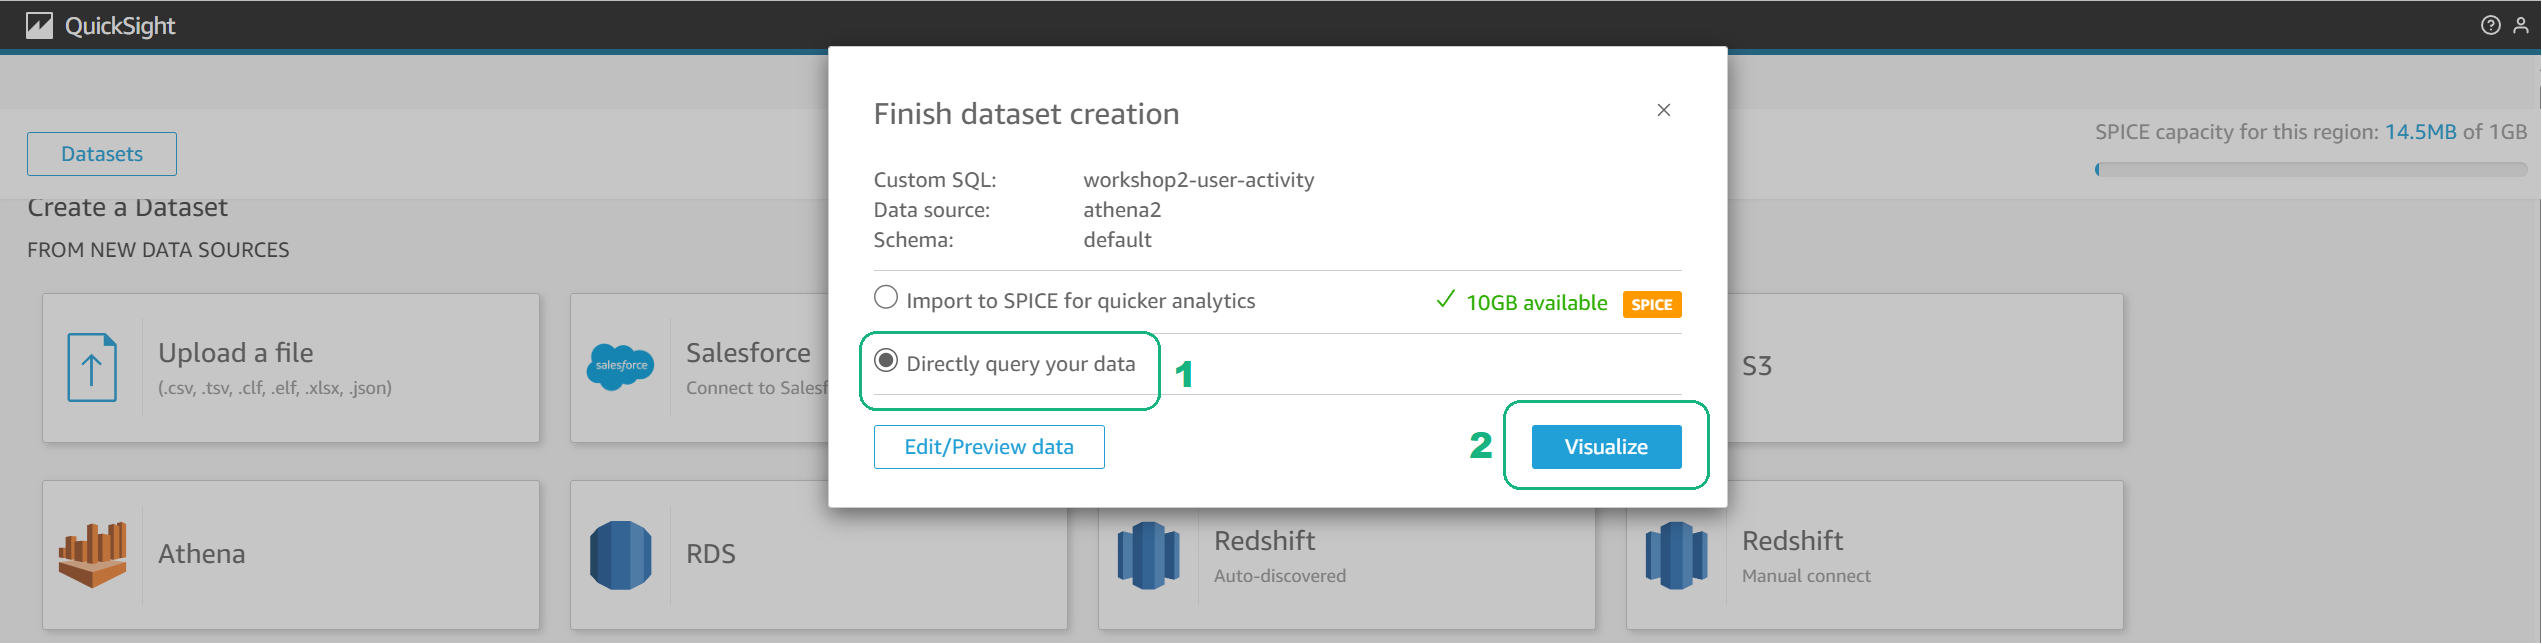 QuickSight
Datasets
SPICE capacity for this region: 14.5MB of 1GB
Create a Dataset
FROM NEW DATA SOURCES
Finish dataset creation
Custom SQL: workshop2-user-activity
Data source: athena2
Schema: default
Import to SPICE for quicker analytics 10GB available SPICE
Directly query your data 1
Edit/Preview data 2 Visualize
Upload a file
(.csv, .tsv, .clf, .elf, .xlsx, .json)
salesforce
Salesforce
Connect to Salesf
S3
Athena
RDS
Redshift
Auto-discovered
Redshift
Manual connect